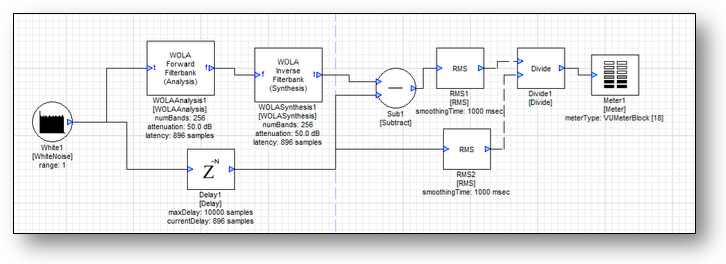 WOLA
Forward
Filterbank
(Analysis)
t
f
WOLAAnalysis1
[WOLAAnalysis]
numBands: 256
attenuation: 50.0 dB
latency: 896 samples
WOLA
Inverse
Filterbank
(Synthesis)
f
t
WOLASynthesis1
[WOLASynthesis]
numBands: 256
attenuation: 50.0 dB
latency: 896 samples
Sub1
[Subtract]
RMS
RMS1
[RMS]
smoothingTime: 1000 msec
Divide
Divide1
[Divide]
Meter1
[Meter]
meterType: VUMeterBlock [18]
White1
[WhiteNoise]
range: 1
Z-N
Delay1
[Delay]
maxDelay: 10000 samples
currentDelay: 896 samples
RMS
RMS2
[RMS]
smoothingTime: 1000 msec